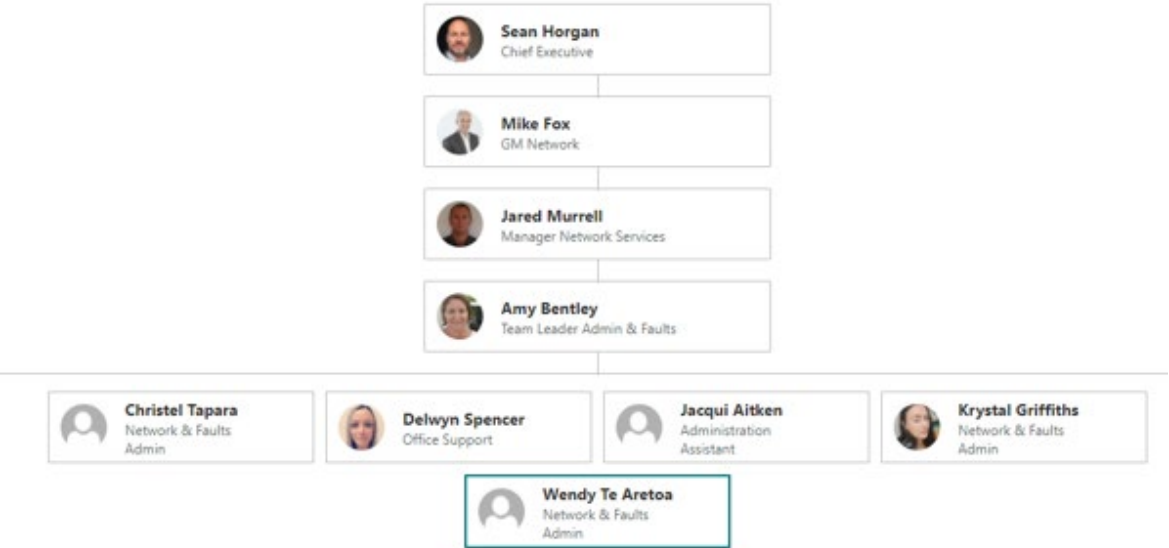 Sean Horgan
Chief Executive
Mike Fox
GM Network
Jared Murrell
Manager Network Services
Amy Bentley
Team Leader Admin & Faults
Christel Tapara
Network & Faults
Admin
Delwyn Spencer
Office Support
Jacqui Aitken
Administration
Assistant
Krystal Griffiths
Network & Faults
Admin
Wendy Te Aretoa
Network & Faults
Admin